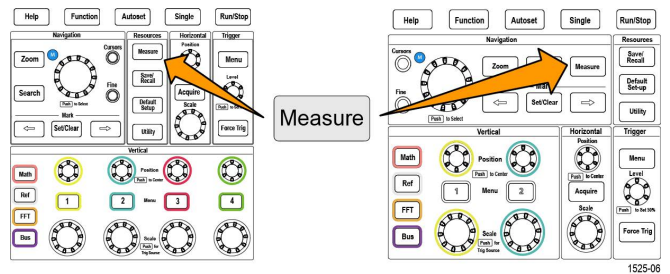 Help Function Autoset Single Run/Stop
Navigation
Resources
Horizontal
Trigger
Zoom
M
Cursors
Measure
Position
Menu
Search
Fine
Push to Select
Save/
Recall
Acquire
Level
Mark
Set/Clear
Default
Setup
Scale
Push
Utility
Force Trig
Vertical
Math
Position
Push to Center
Ref
1
2
Menu
3
4
FFT
Bus
Scale
Push for
Trig Source
Measure
Help Function Autoset Single Run/Stop
Navigation
Resources
Cursors
M
Zoom
Measure
Save/
Recall
Fine
Mark
Set/Clear
Default
Set-up
Push to Select
Utility
Vertical
Horizontal
Trigger
Math
Position
Push to Center
Position
Menu
Ref
1
Menu
2
Acquire
Level
FFT
Scale
Push to Set 50%
Bus
Scale
Push for
Trig Source
Force Trig
1525-06